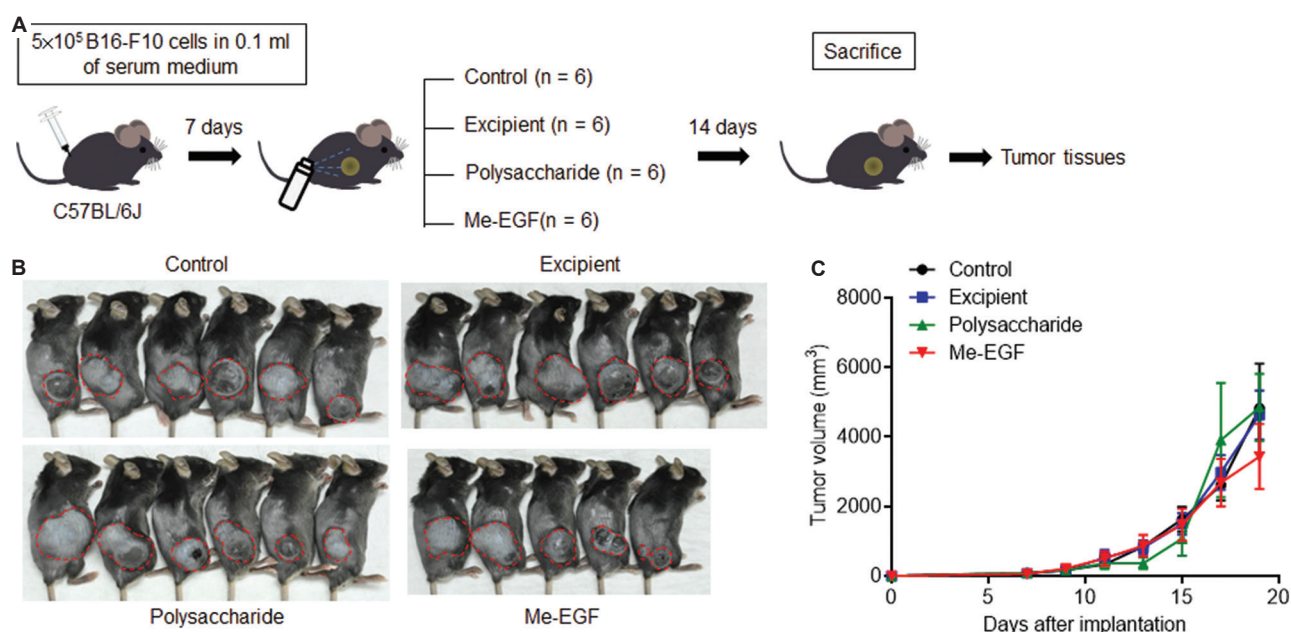 A
5×10⁵ B16-F10 cells in 0.1 ml
of serum medium
C57BL/6J
7 days
Control (n = 6)
Excipient (n = 6)
Polysaccharide (n = 6)
Me-EGF(n = 6)
14 days
Sacrifice
Tumor tissues
B
Control
Excipient
Polysaccharide
Me-EGF
C
Control
Excipient
Polysaccharide
Me-EGF
Tumor volume (mm³)
8000
6000
4000
2000
0
0 5 10 15 20
Days after implantation